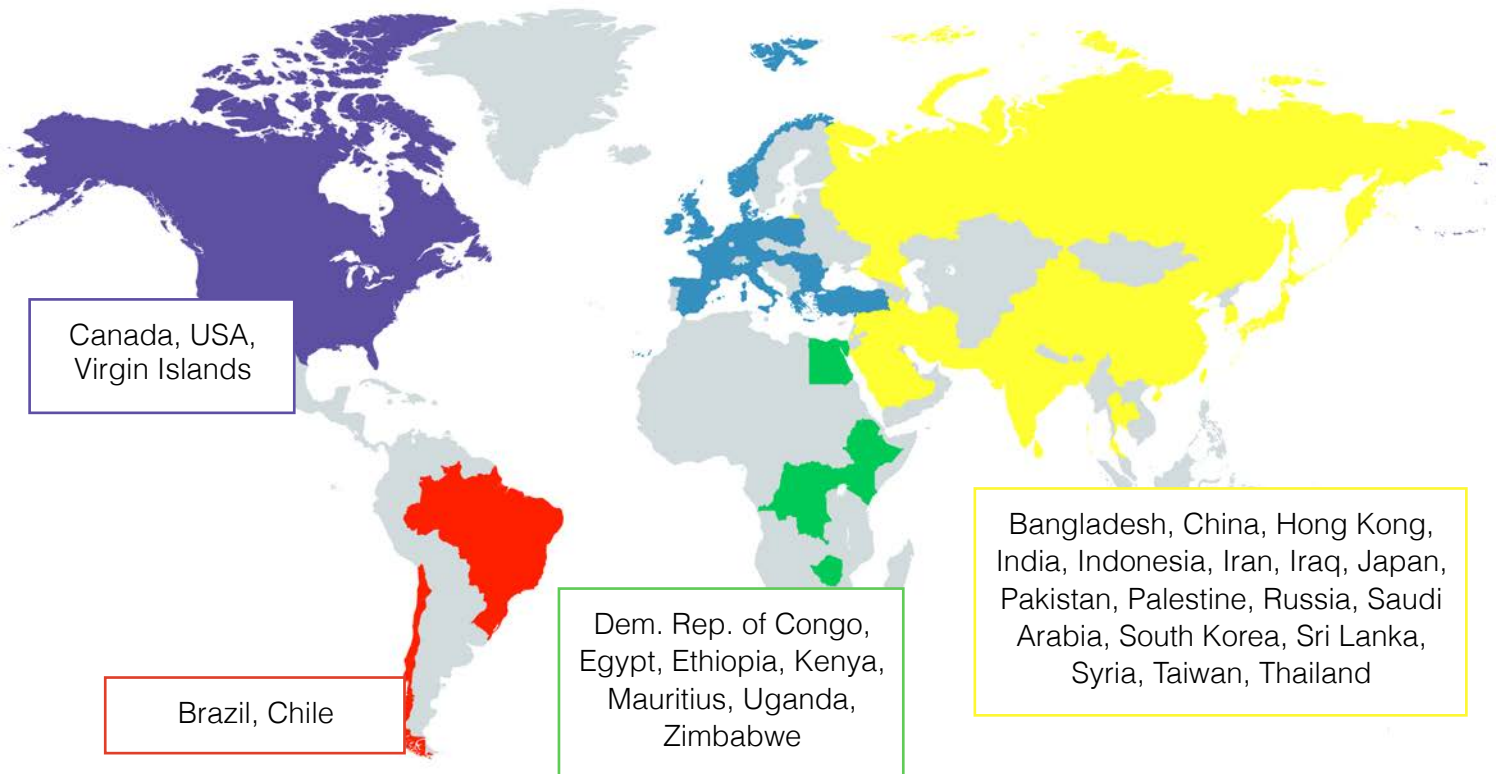 Canada, USA,
Virgin Islands
Brazil, Chile
Dem. Rep. of Congo,
Egypt, Ethiopia, Kenya,
Mauritius, Uganda,
Zimbabwe
Bangladesh, China, Hong Kong,
India, Indonesia, Iran, Iraq, Japan,
Pakistan, Palestine, Russia, Saudi
Arabia, South Korea, Sri Lanka,
Syria, Taiwan, Thailand